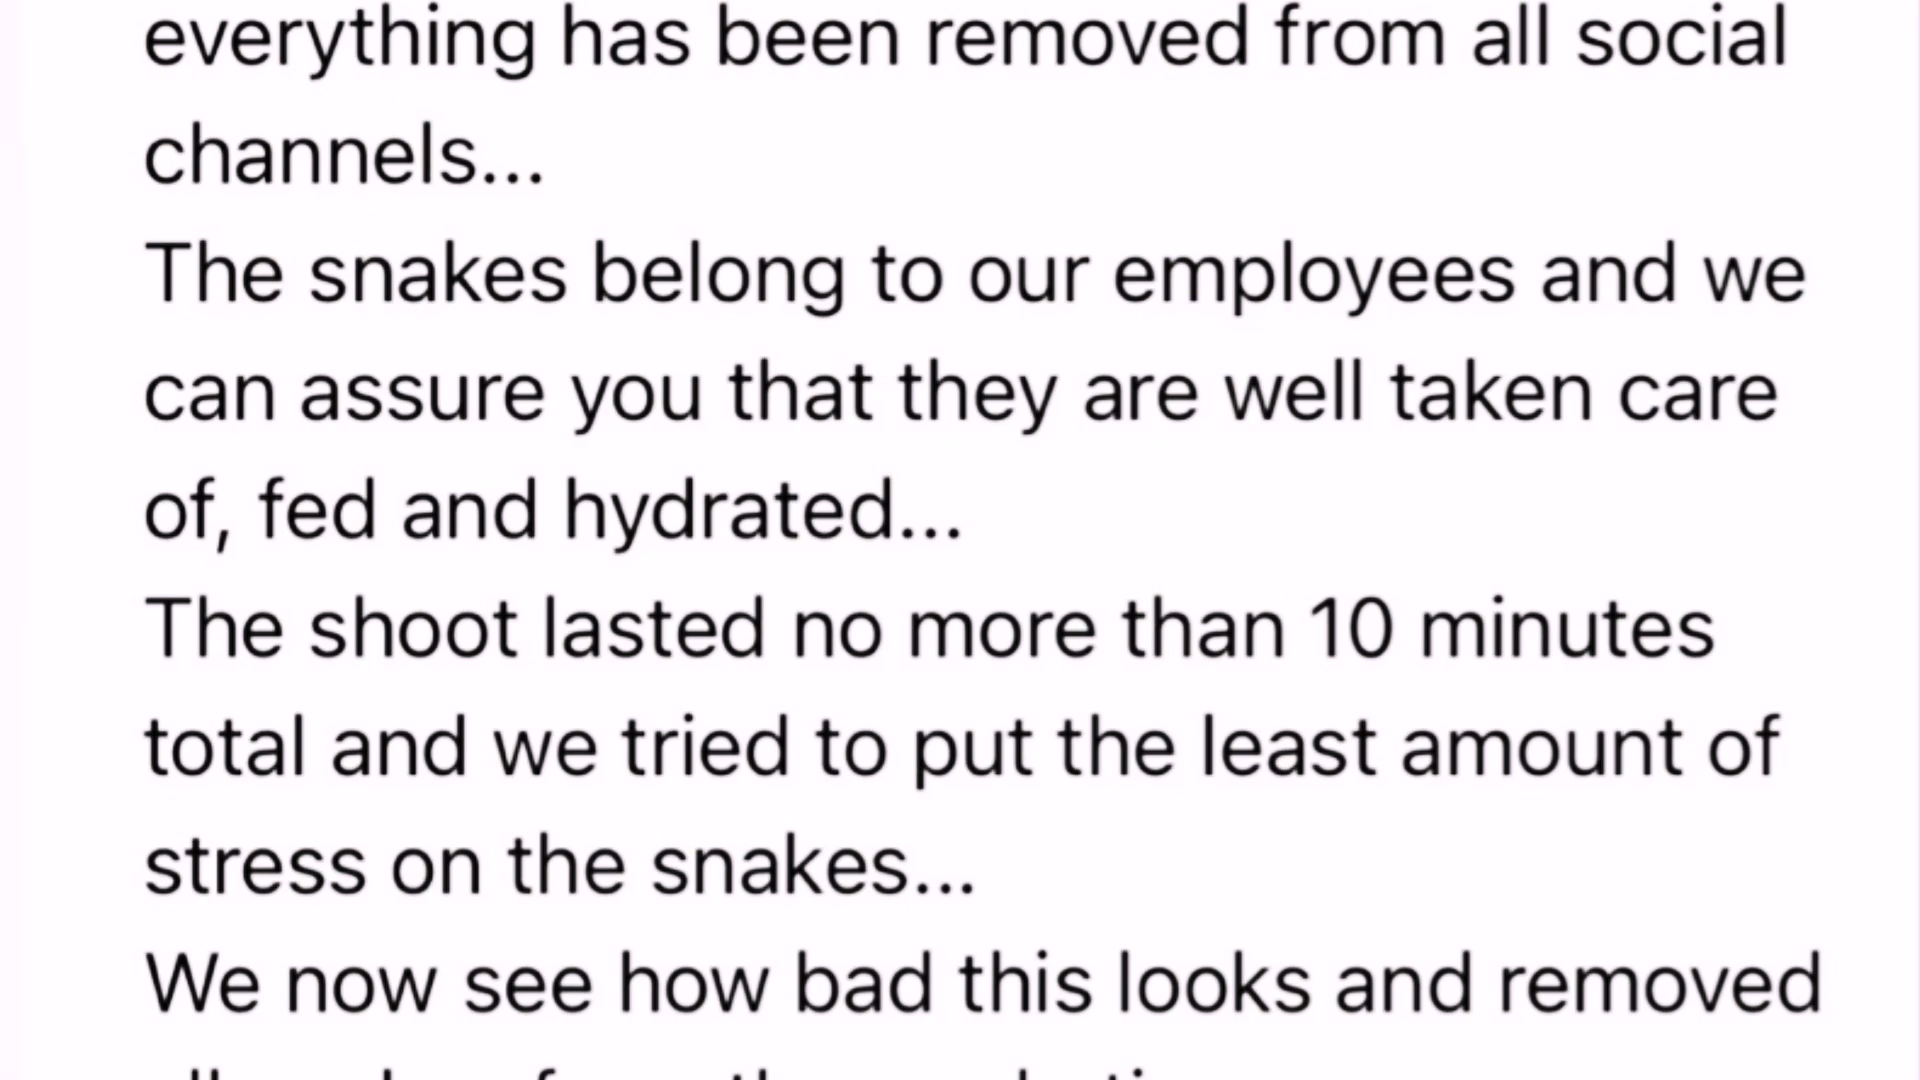 everything has been removed from all social
channels...
The snakes belong to our employees and we
can assure you that they are well taken care
of, fed and hydrated...
The shoot lasted no more than 10 minutes
total and we tried to put the least amount of
stress on the snakes...
We now see how bad this looks and removed